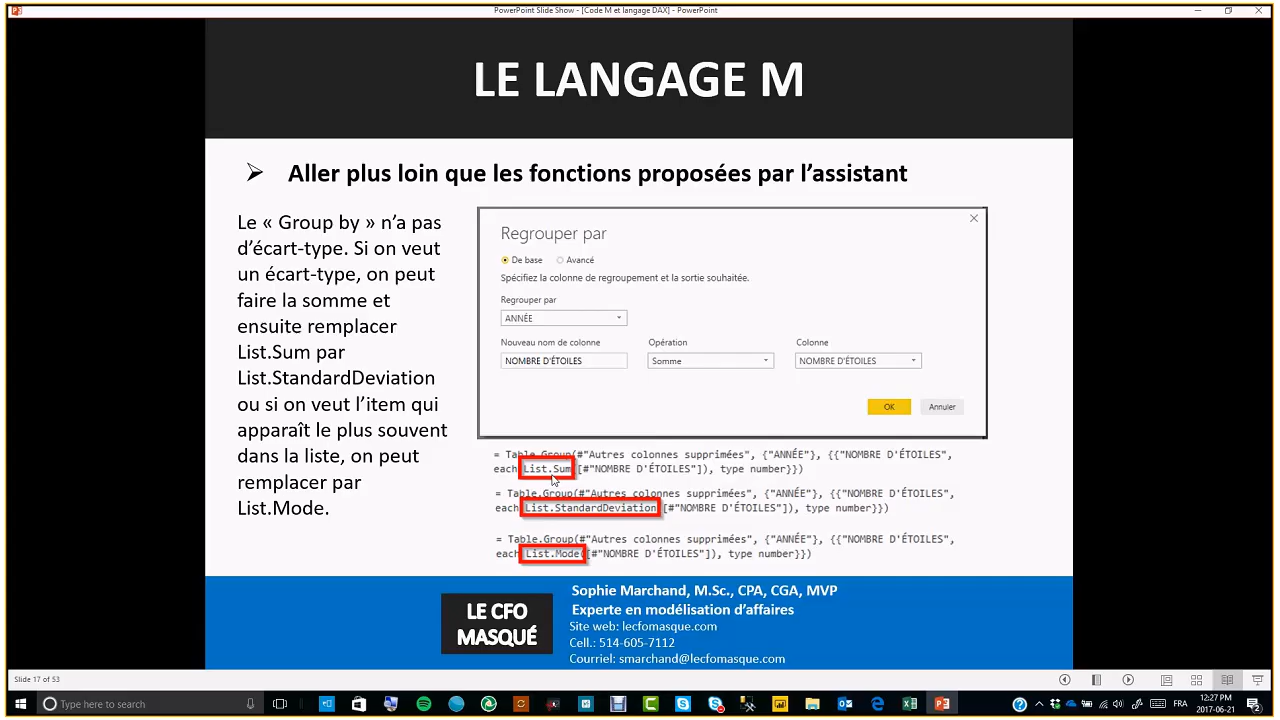 PowerPoint Slide Show - [Code M et langage DAX] - PowerPoint
LE LANGAGE M
Aller plus loin que les fonctions proposées par l'assistant
Le « Group by » n'a pas
d'écart-type. Si on veut
un écart-type, on peut
faire la somme et
ensuite remplacer
List.Sum par
List.StandardDeviation
ou si on veut l'item qui
apparaît le plus souvent
dans la liste, on peut
remplacer par
List.Mode.
Regrouper par
De base Avancé
Spécifiez la colonne de regroupement et la sortie souhaitée.
Regrouper par
ANNÉE
Nouveau nom de colonne Opération Colonne
NOMBRE D'ÉTOILES Somme NOMBRE D'ÉTOILES
OK Annuler
= Table.Group(#"Autres colonnes supprimées", {"ANNÉE"}, {{"NOMBRE D'ÉTOILES",
each List.Sum([#"NOMBRE D'ÉTOILES"]), type number}})
= Table.Group(#"Autres colonnes supprimées", {"ANNÉE"}, {{"NOMBRE D'ÉTOILES",
each List.StandardDeviation([#"NOMBRE D'ÉTOILES"]), type number}})
= Table.Group(#"Autres colonnes supprimées", {"ANNÉE"}, {{"NOMBRE D'ÉTOILES",
each List.Mode([#"NOMBRE D'ÉTOILES"]), type number}})
LE CFO
MASQUÉ
Sophie Marchand, M.Sc., CPA, CGA, MVP
Experte en modélisation d'affaires
Site web: lecfomasque.com
Cell.: 514-605-7112
Courriel: smarchand@lecfomasque.com
Slide 17 of 53
Type here to search
FRA
12:27 PM
2017-06-21